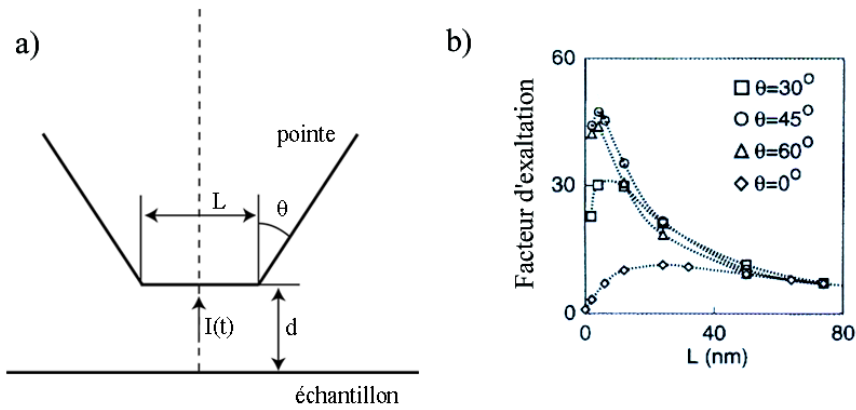 a)
pointe
L
θ
I(t)
d
échantillon
b)
Facteur d'exaltation
60
30
0
□ θ=30°
○ θ=45°
△ θ=60°
◇ θ=0°
0
40
80
L (nm)